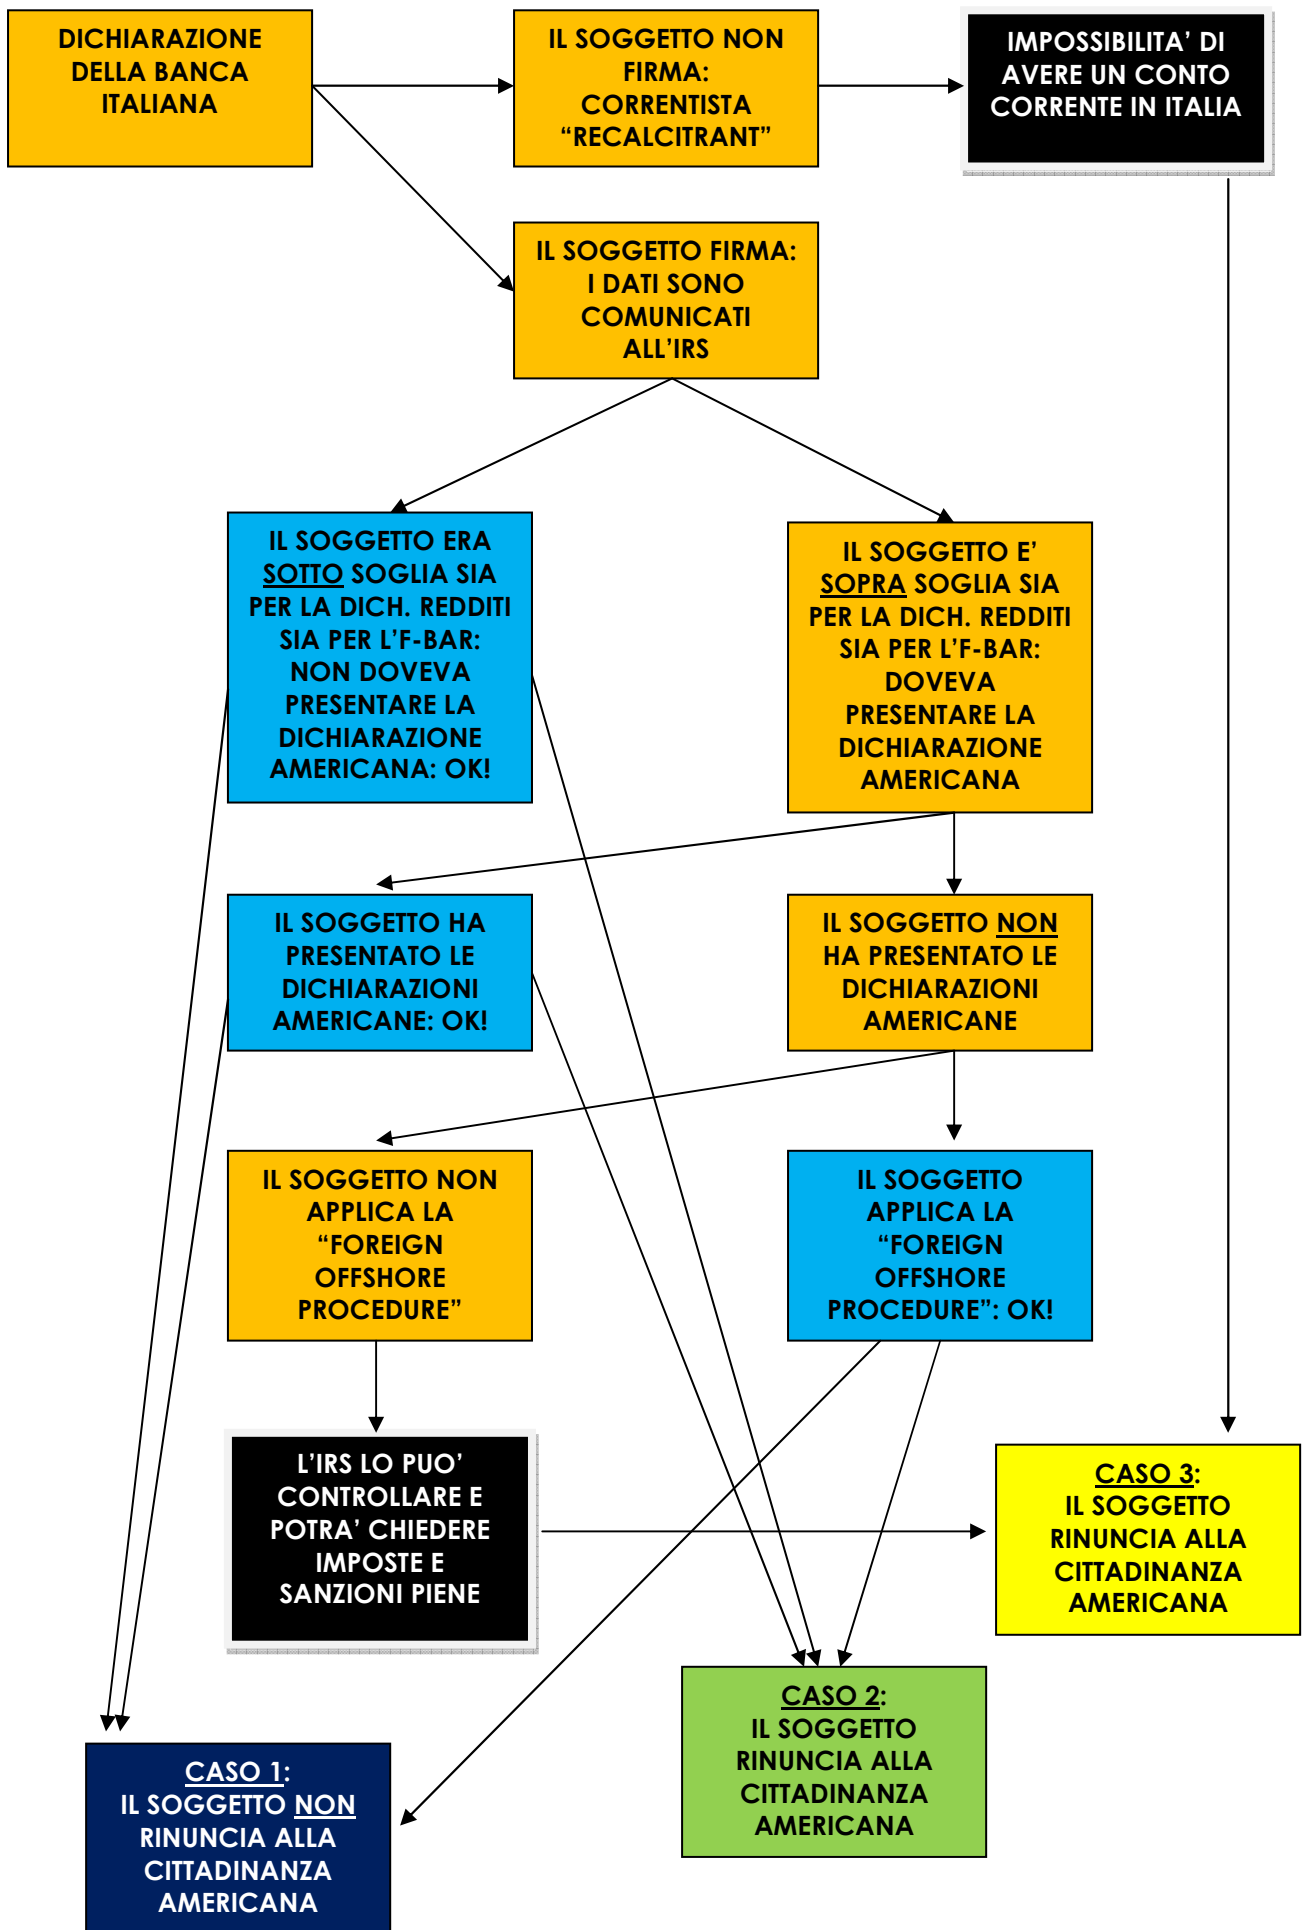 DICHIARAZIONE
DELLA BANCA
ITALIANA
IL SOGGETTO NON
FIRMA:
CORRENTISTA
“RECALCITRANT”
IMPOSSIBILITA’ DI
AVERE UN CONTO
CORRENTE IN ITALIA
IL SOGGETTO FIRMA:
I DATI SONO
COMUNICATI
ALL’IRS
IL SOGGETTO ERA
SOTTO SOGLIA SIA
PER LA DICH. REDDITI
SIA PER L’F-BAR:
NON DOVEVA
PRESENTARE LA
DICHIARAZIONE
AMERICANA: OK!
IL SOGGETTO E’
SOPRA SOGLIA SIA
PER LA DICH. REDDITI
SIA PER L’F-BAR:
DOVEVA
PRESENTARE LA
DICHIARAZIONE
AMERICANA
IL SOGGETTO HA
PRESENTATO LE
DICHIARAZIONI
AMERICANE: OK!
IL SOGGETTO NON
HA PRESENTATO LE
DICHIARAZIONI
AMERICANE
IL SOGGETTO NON
APPLICA LA
“FOREIGN
OFFSHORE
PROCEDURE”
IL SOGGETTO
APPLICA LA
“FOREIGN
OFFSHORE
PROCEDURE”: OK!
L’IRS LO PUO’
CONTROLLARE E
POTRA’ CHIEDERE
IMPOSTE E
SANZIONI PIENE
CASO 3:
IL SOGGETTO
RINUNCIA ALLA
CITTADINANZA
AMERICANA
CASO 2:
IL SOGGETTO
RINUNCIA ALLA
CITTADINANZA
AMERICANA
CASO 1:
IL SOGGETTO NON
RINUNCIA ALLA
CITTADINANZA
AMERICANA